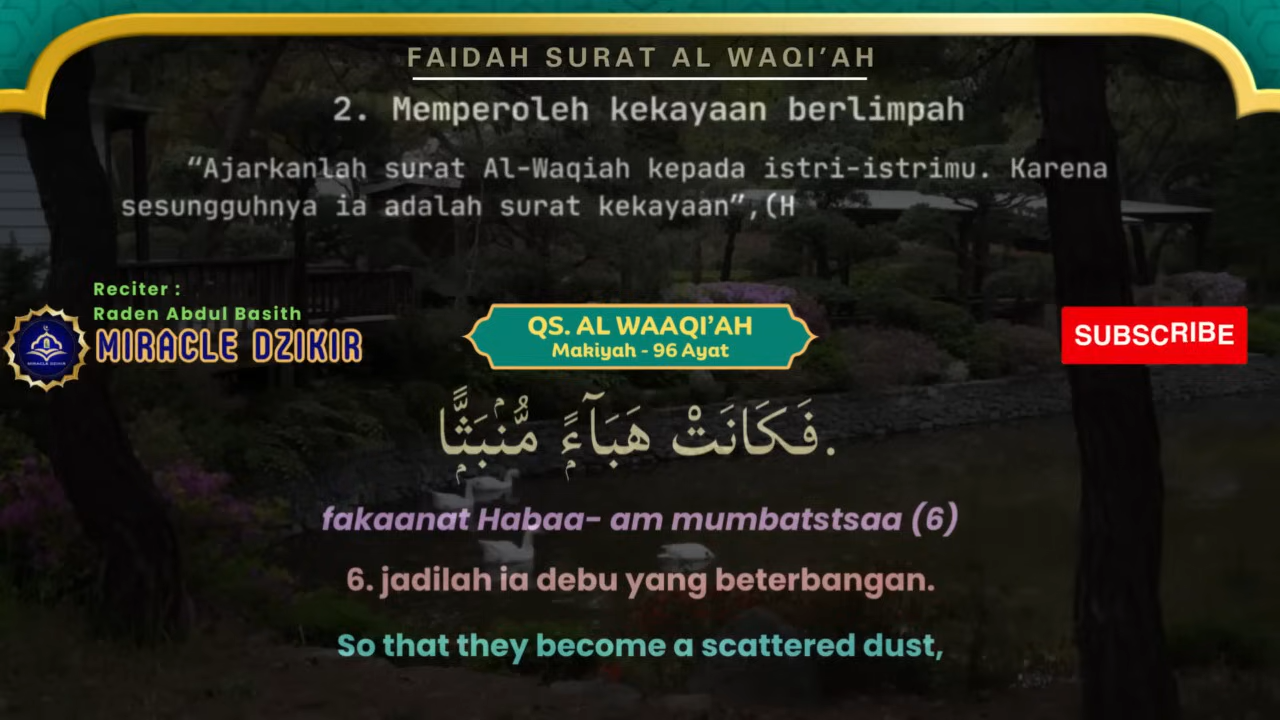 FAIDAH SURAT AL WAQI’AH
2. Memperoleh kekayaan berlimpah
“Ajarkanlah surat Al-Waqiah kepada istri-istrimu. Karena
sesungguhnya ia adalah surat kekayaan”,(H
Reciter :
Raden Abdul Basith
MIRACLE DZIKIR
QS. AL WAAQI’AH
Makiyah - 96 Ayat
SUBSCRIBE
فَكَانَتْ هَبَآءً مُّنۢبَثًّا.
fakaanat Habaa- am mumbatstsaa (6)
6. jadilah ia debu yang beterbangan.
So that they become a scattered dust,